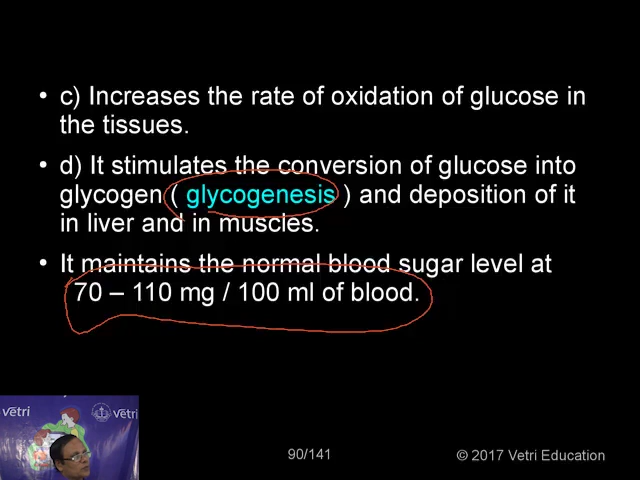 • c) Increases the rate of oxidation of glucose in
the tissues.
• d) It stimulates the conversion of glucose into
glycogen ( glycogenesis ) and deposition of it
in liver and in muscles.
• It maintains the normal blood sugar level at
70 – 110 mg / 100 ml of blood.
vetri
vetri
90/141
© 2017 Vetri Education